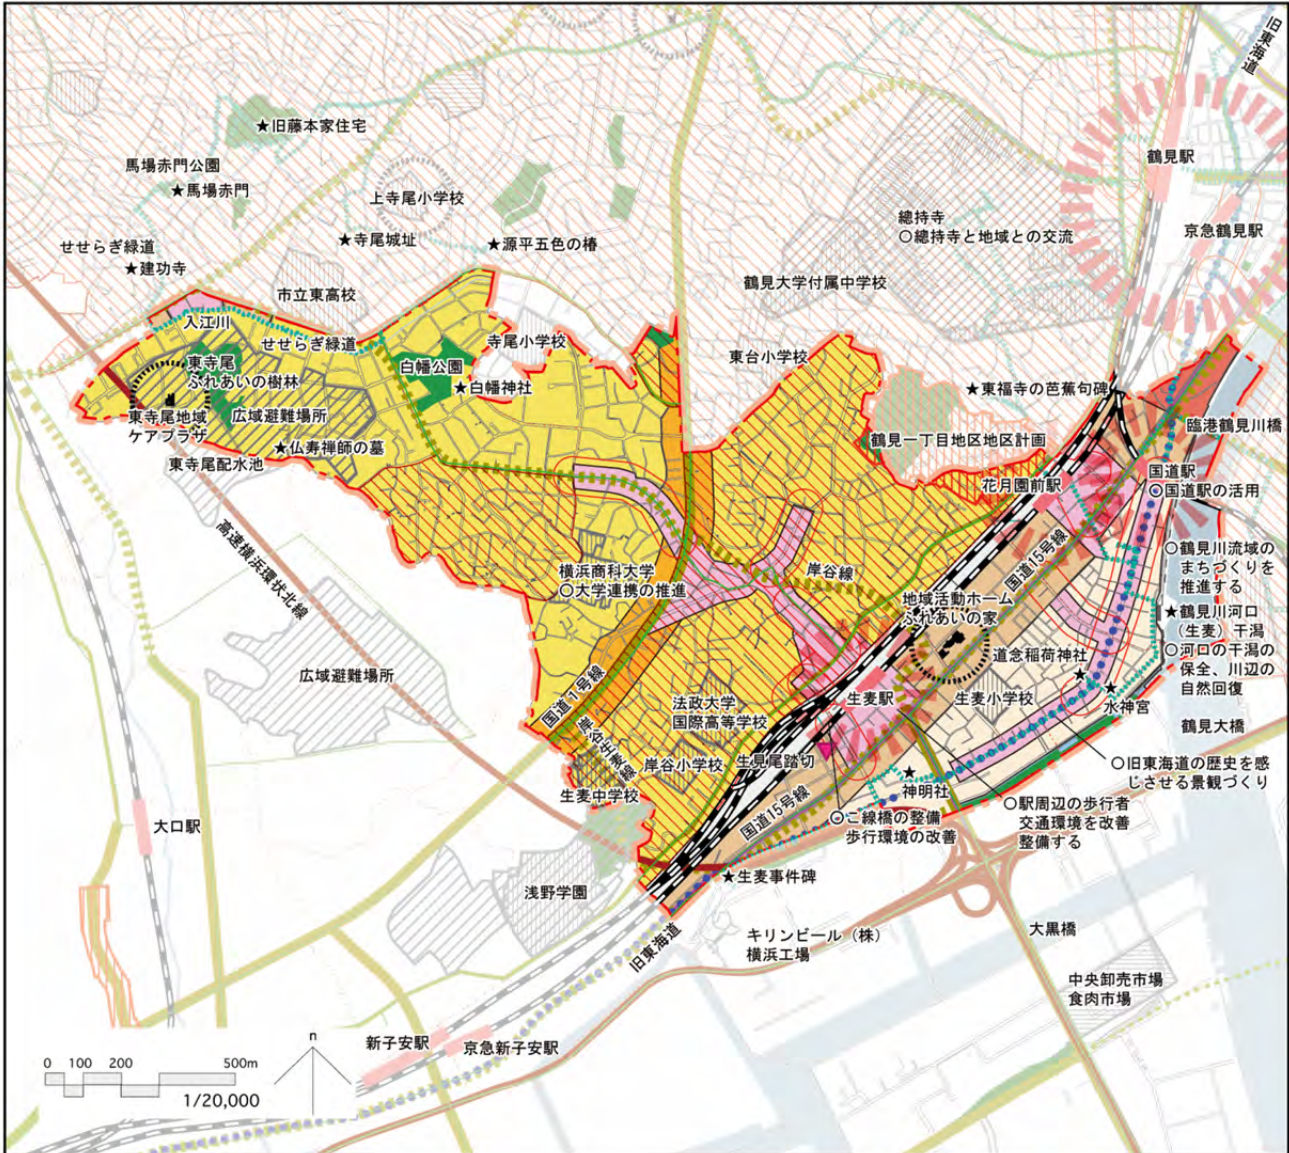 旧東海道
★旧藤本家住宅
馬場赤門公園
★馬場赤門
上寺尾小学校
鶴見駅
總持寺
○總持寺と地域との交流
京急鶴見駅
せせらぎ緑道
★建功寺
★寺尾城址
★源平五色の椿
市立東高校
鶴見大学付属中学校
入江川
せせらぎ緑道
寺尾小学校
東台小学校
東寺尾
ふれあいの樹林
白幡公園
★白幡神社
★東福寺の芭蕉句碑
東寺尾地域
ケアプラザ
広域避難場所
臨港鶴見川橋
★仏寿禅師の墓
鶴見一丁目地区地区計画
東寺尾配水池
花月園前駅
国道駅
○国道駅の活用
高速横浜環状北線
国道15号線
横浜商科大学
○大学連携の推進
岸谷線
○鶴見川流域の
まちづくりを
推進する
地域活動ホーム
ふれあいの家
★鶴見川河口
（生麦）干潟
○河口の干潟の
保全、川辺の
自然回復
道念稲荷神社
★
広域避難場所
国道1号線
法政大学
国際高等学校
生麦駅
生麦小学校
★
水神宮
鶴見大橋
岸谷生麦線
岸谷小学校
生見尾踏切
○旧東海道の歴史を感
じさせる景観づくり
★
神明社
生麦中学校
国道15号線
○こ線橋の整備
歩行環境の改善
○駅周辺の歩行者
交通環境を改善
整備する
大口駅
★生麦事件碑
浅野学園
旧東海道
キリンビール（株）
横浜工場
大黒橋
中央卸売市場
食肉市場
新子安駅
京急新子安駅
n
0 100 200 500m
1/20,000